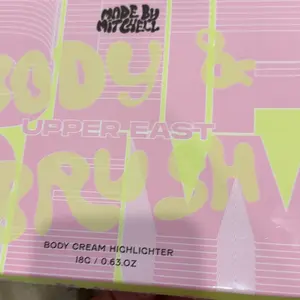 MADE BY
MITCHELL
BODY &
UPPER EAST
BRUSH
BODY CREAM HIGHLIGHTER
18G / 0.63.OZ